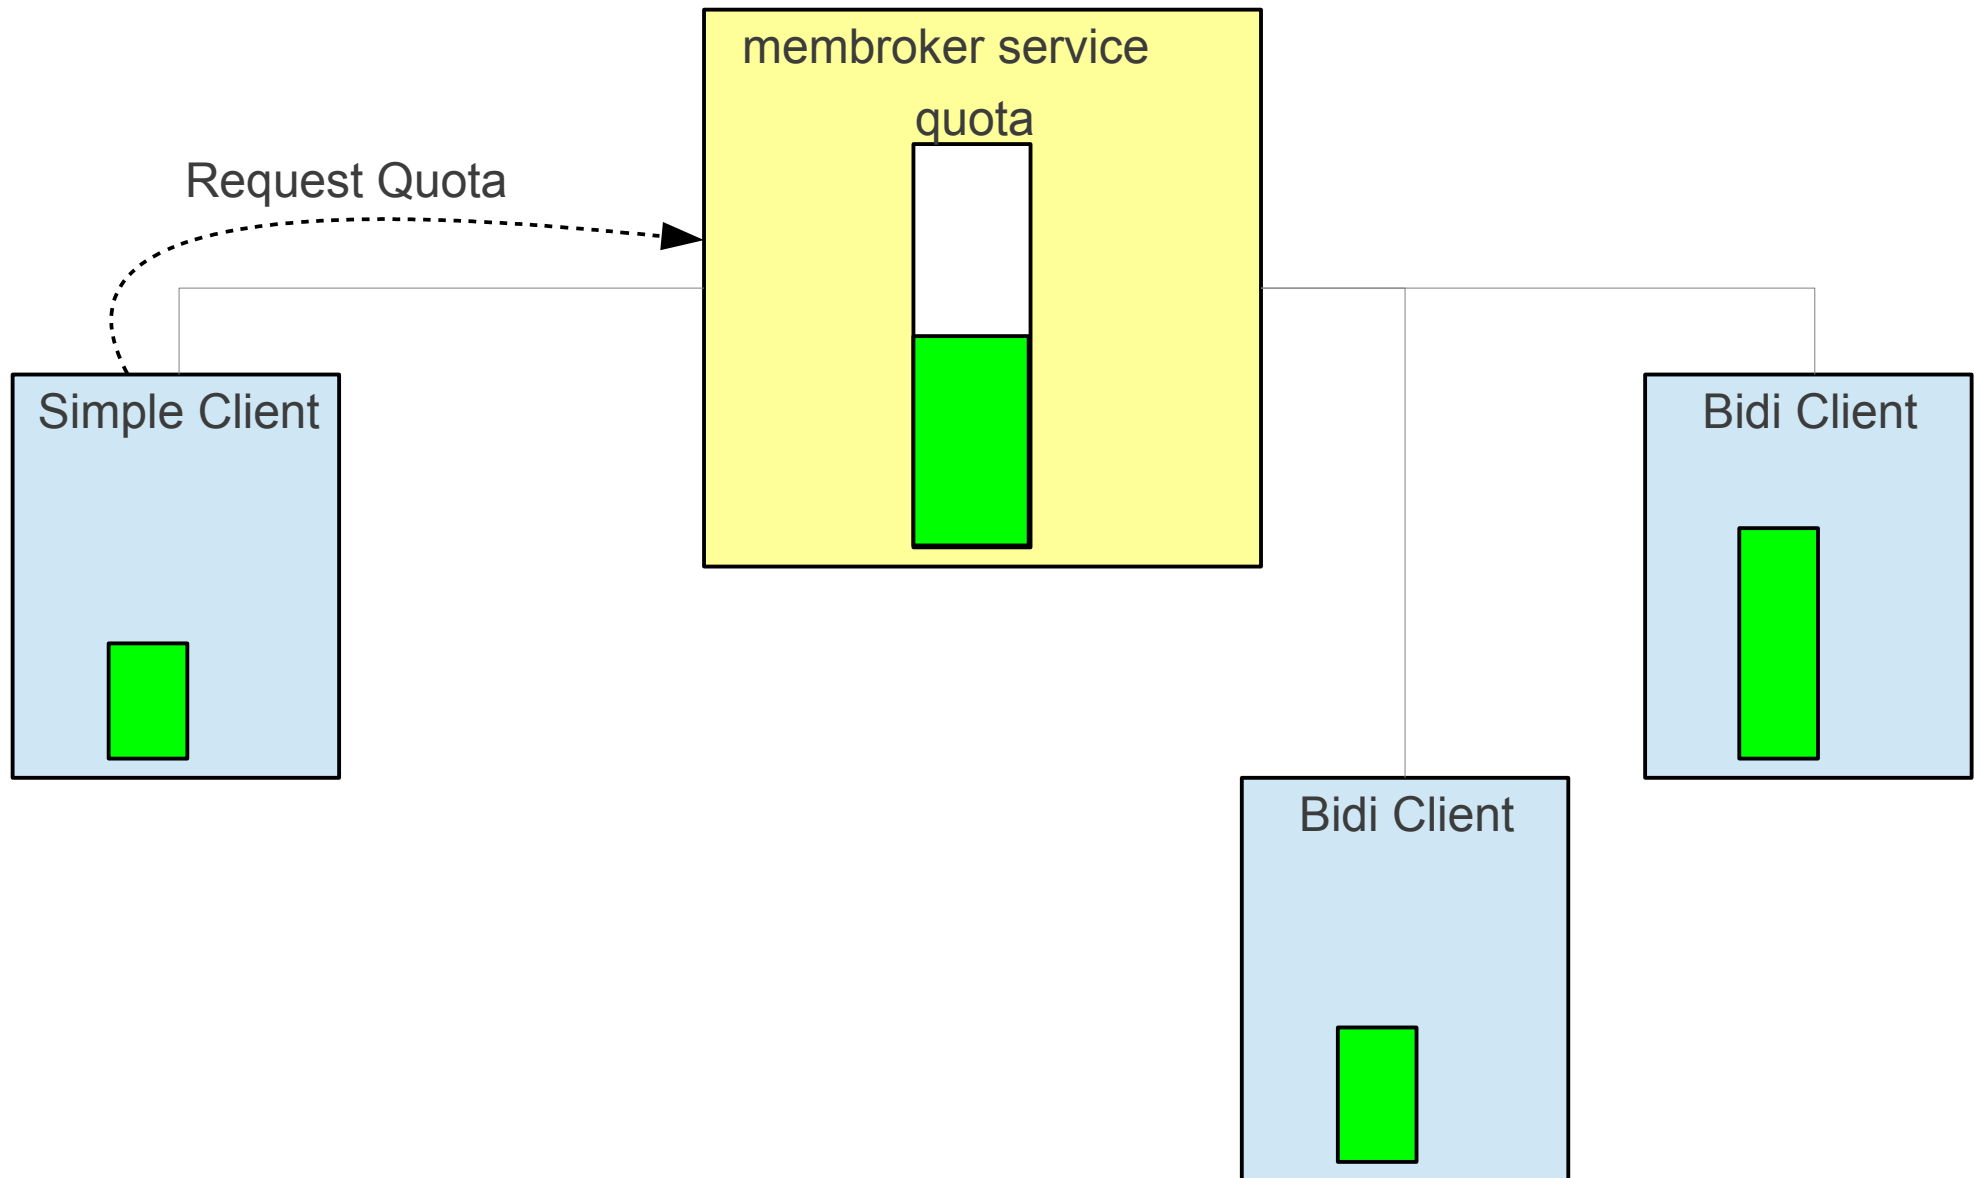 membroker service
quota
Request Quota
Simple Client
Bidi Client
Bidi Client